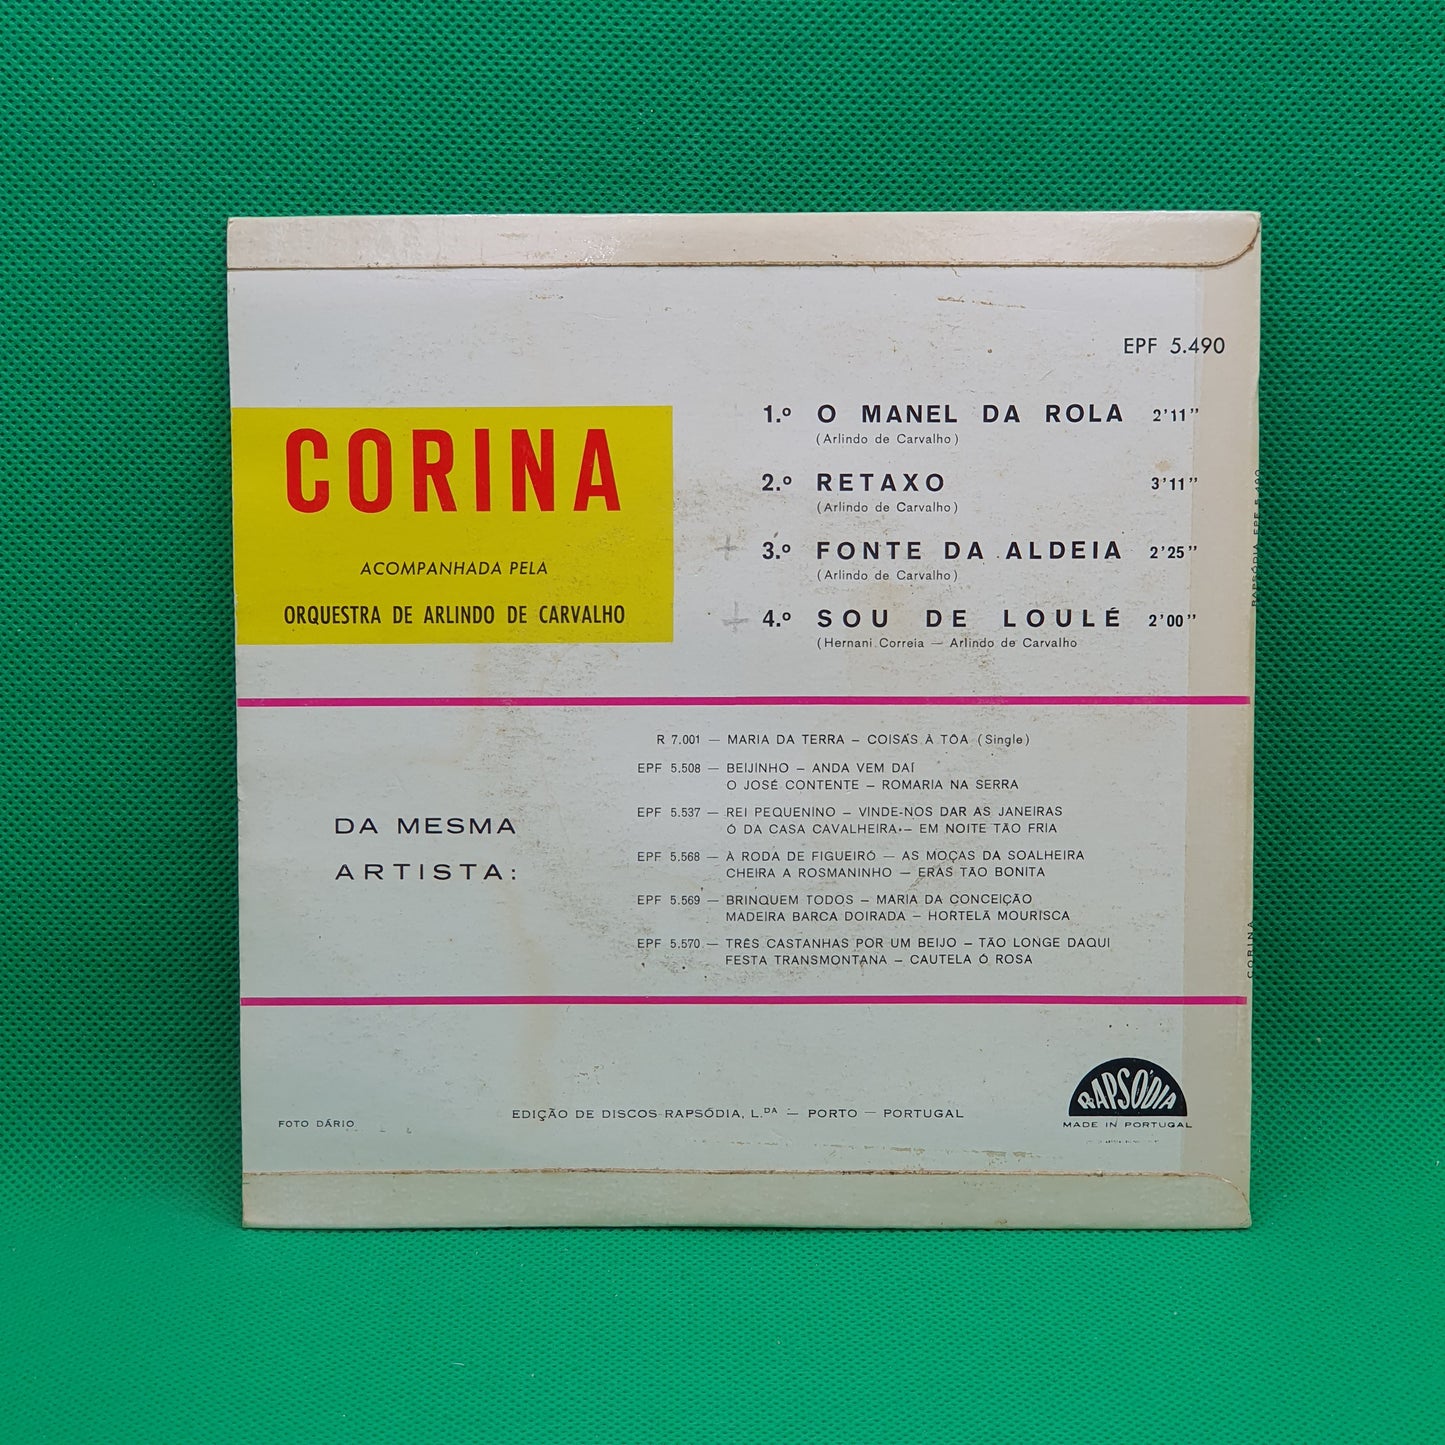 EPF 5.490
CORINA
ACOMPANHADA PELA
ORQUESTRA DE ARLINDO DE CARVALHO
1.º O MANEL DA ROLA 2'11"
(Arlindo de Carvalho)
2.º RETAXO 3'11"
(Arlindo de Carvalho)
+ 3.º FONTE DA ALDEIA 2'25"
(Arlindo de Carvalho)
+ 4.º SOU DE LOULÉ 2'00"
(Hernani Correia — Arlindo de Carvalho
DA MESMA
ARTISTA:
R 7.001 — MARIA DA TERRA — COISAS À TÔA (Single)
EPF 5.508 — BEIJINHO — ANDA VEM DAÍ
O JOSÉ CONTENTE — ROMARIA NA SERRA
EPF 5.537 — REI PEQUENINO — VINDE-NOS DAR AS JANEIRAS
Ó DA CASA CAVALHEIRA — EM NOITE TÃO FRIA
EPF 5.568 — À RODA DE FIGUEIRÓ — AS MOÇAS DA SOALHEIRA
CHEIRA A ROSMANINHO — ERAS TÃO BONITA
EPF 5.569 — BRINQUEM TODOS — MARIA DA CONCEIÇÃO
MADEIRA BARCA DOIRADA — HORTELÃ MOURISCA
EPF 5.570 — TRÊS CASTANHAS POR UM BEIJO — TÃO LONGE DAQUI
FESTA TRANSMONTANA — CAUTELA Ó ROSA
FOTO DÁRIO
EDIÇÃO DE DISCOS RAPSÓDIA, L.DA — PORTO — PORTUGAL
RAPSÓDIA
MADE IN PORTUGAL
RAPSÓDIA EPF 5.490
CORINA